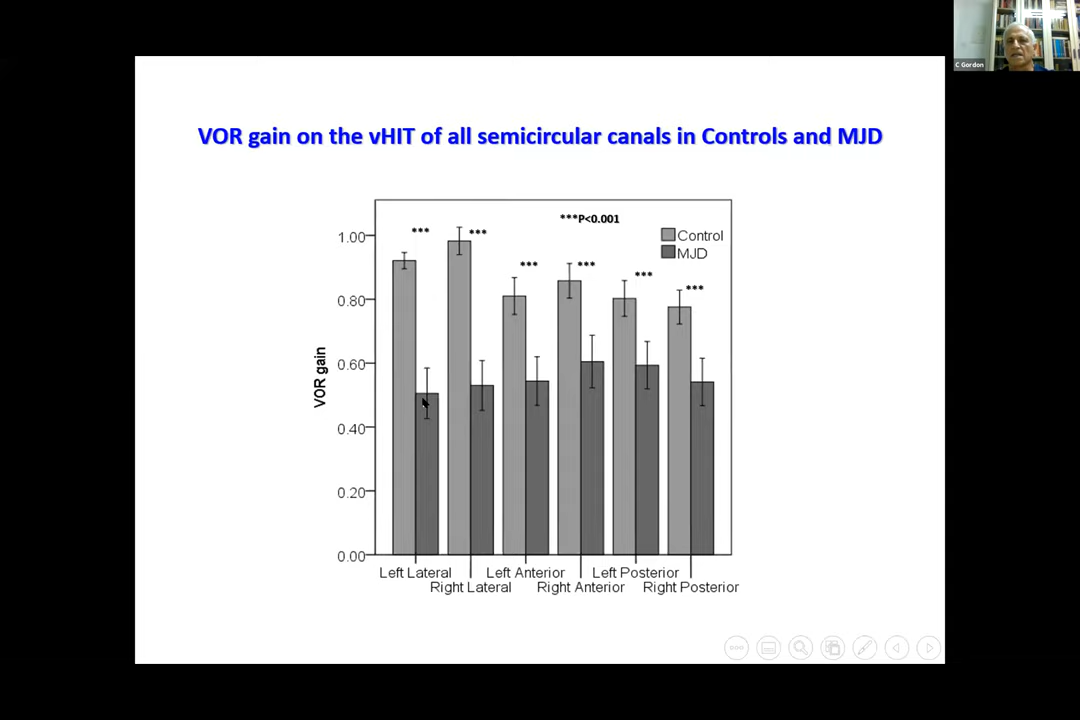 C Gordon
VOR gain on the vHIT of all semicircular canals in Controls and MJD
***P<0.001
Control
MJD
*** *** *** *** *** ***
VOR gain
1.00
0.80
0.60
0.40
0.20
0.00
Left Lateral Left Anterior Left Posterior
Right Lateral Right Anterior Right Posterior